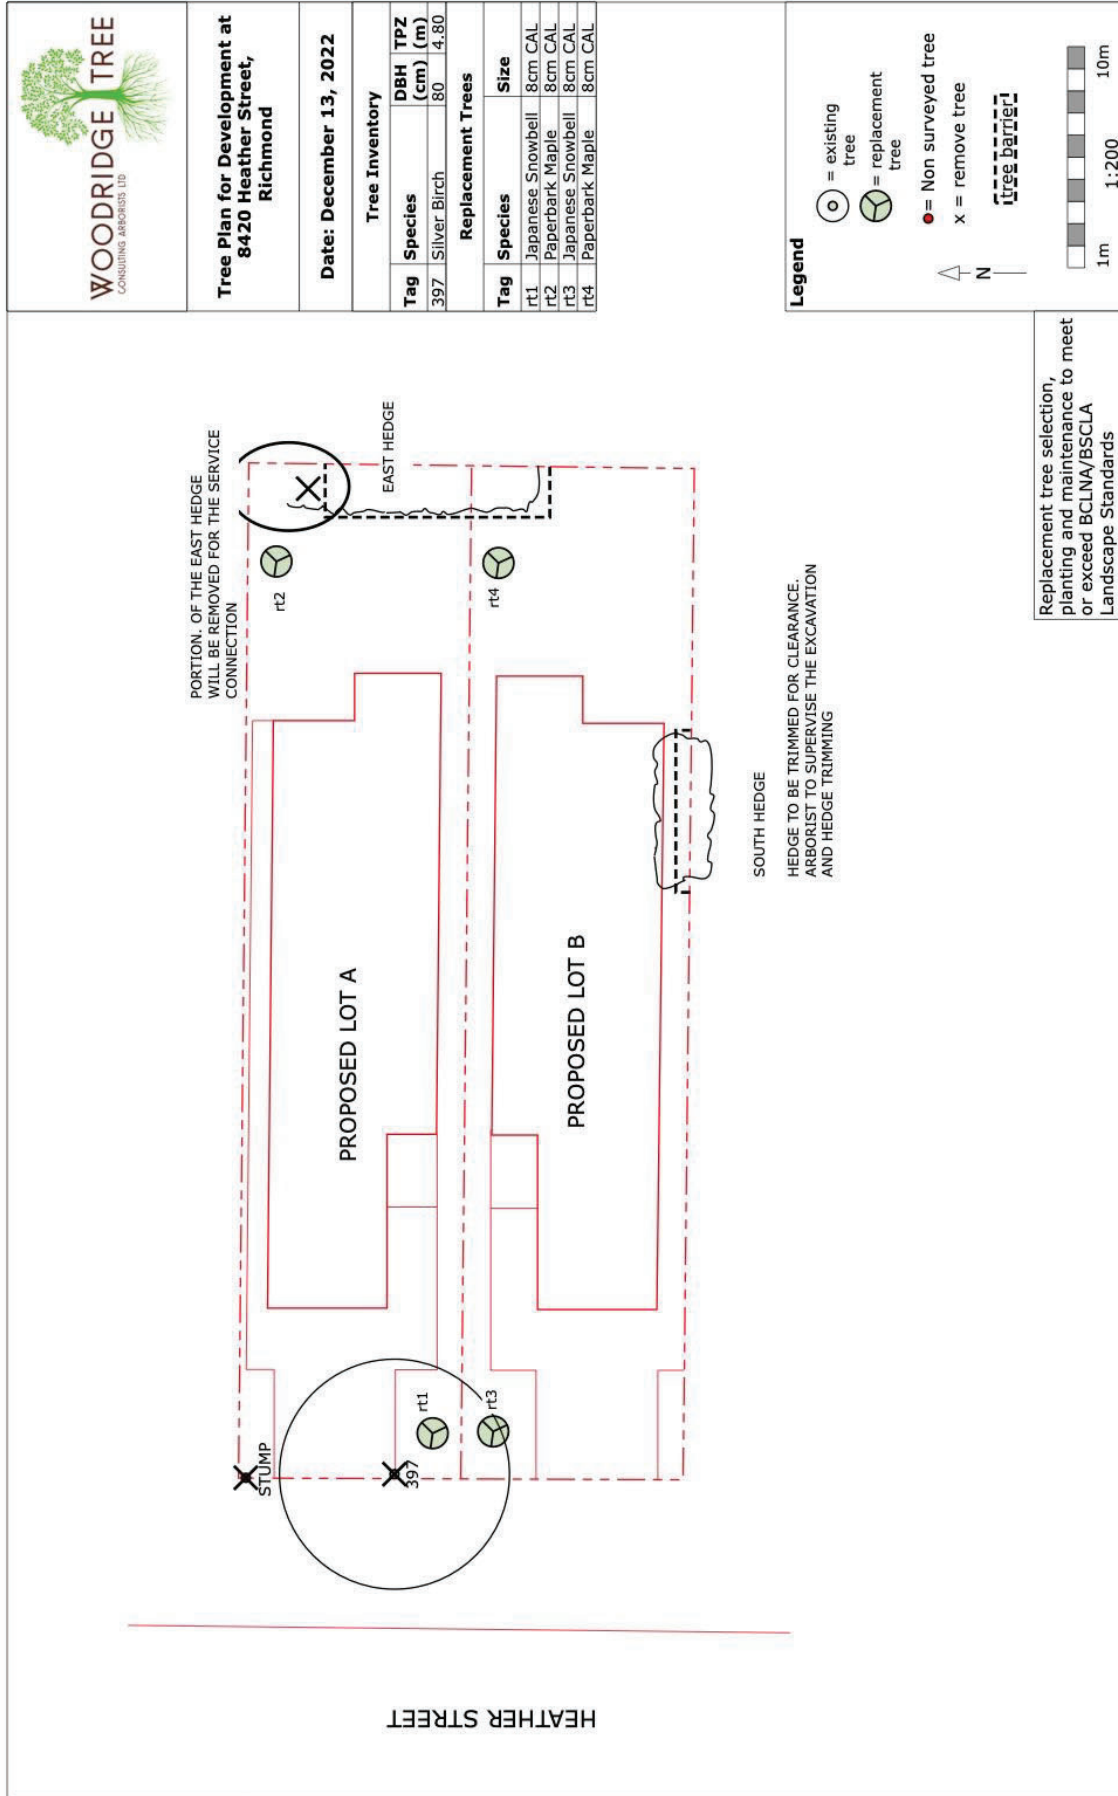 WOODRIDGE TREE
CONSULTING ARBORISTS LTD
Tree Plan for Development at
8420 Heather Street,
Richmond
Date: December 13, 2022
Tree Inventory
Tag Species DBH (cm) TPZ (m)
397 Silver Birch 80 4.80
Replacement Trees
Tag Species Size
rt1 Japanese Snowbell 8cm CAL
rt2 Paperbark Maple 8cm CAL
rt3 Japanese Snowbell 8cm CAL
rt4 Paperbark Maple 8cm CAL
Legend
= existing
tree
= replacement
tree
= Non surveyed tree
x = remove tree
tree barrier
N
1m 10m
1:200
Replacement tree selection,
planting and maintenance to meet
or exceed BCLNA/BSCLA
Landscape Standards
PORTION. OF THE EAST HEDGE
WILL BE REMOVED FOR THE SERVICE
CONNECTION
EAST HEDGE
rt2
rt4
PROPOSED LOT A
PROPOSED LOT B
SOUTH HEDGE
HEDGE TO BE TRIMMED FOR CLEARANCE.
ARBORIST TO SUPERVISE THE EXCAVATION
AND HEDGE TRIMMING
STUMP
397
rt1
rt3
HEATHER STREET